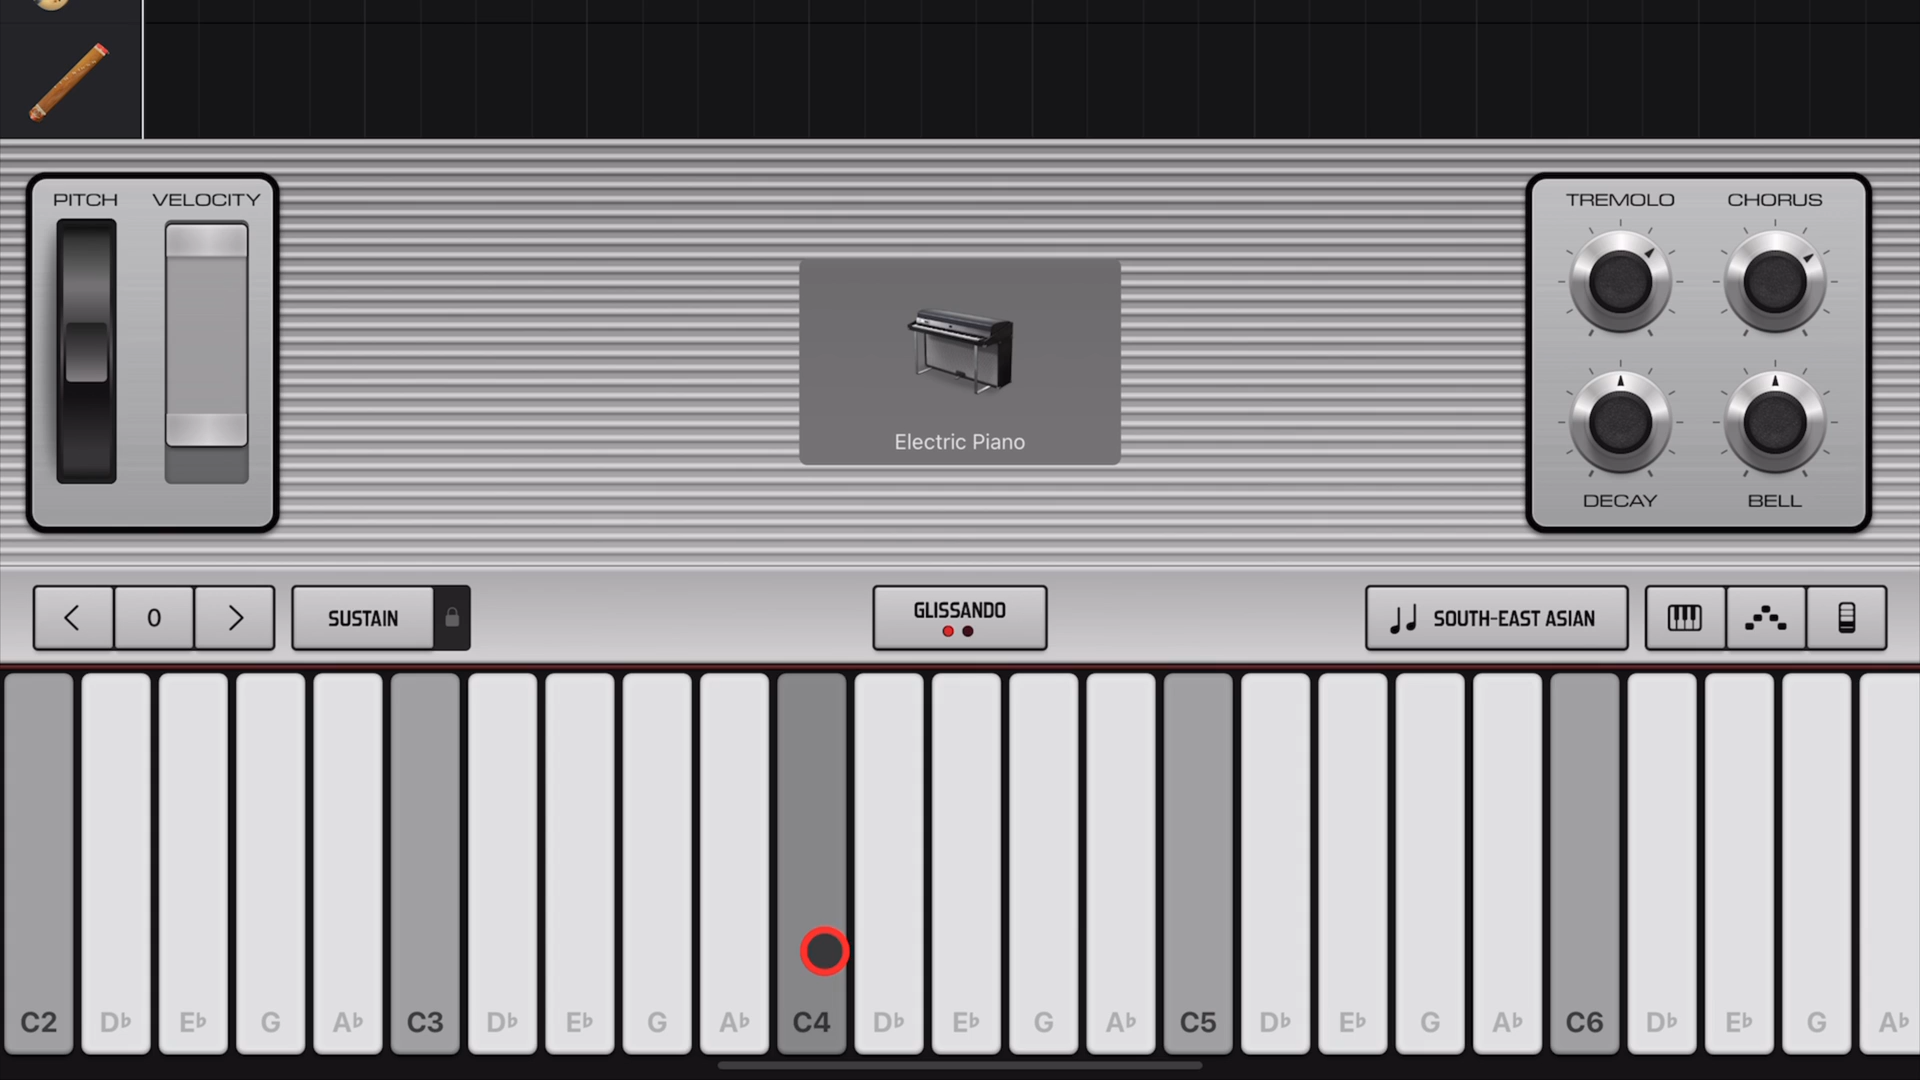 PITCH VELOCITY
TREMOLO CHORUS
Electric Piano
DECAY BELL
0 SUSTAIN GLISSANDO SOUTH-EAST ASIAN
C2 D♭ E♭ G A♭ C3 D♭ E♭ G A♭ C4 D♭ E♭ G A♭ C5 D♭ E♭ G A♭ C6 D♭ E♭ G A♭